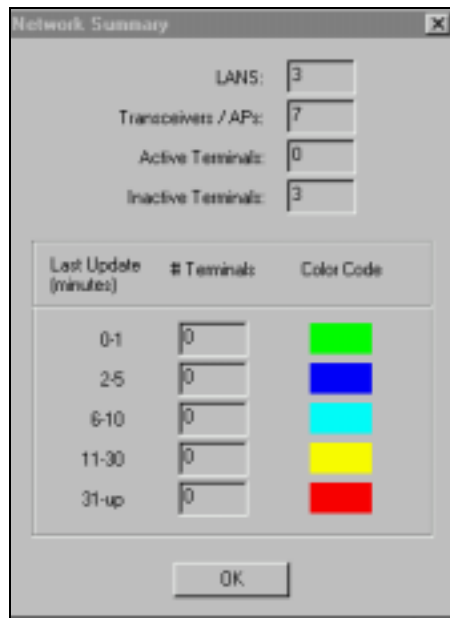 Network Summary
LANS: 3
Transceivers / APs: 7
Active Terminals: 0
Inactive Terminals: 3
Last Update (minutes) # Terminals Color Code
0-1 0
2-5 0
6-10 0
11-30 0
31-up 0
OK